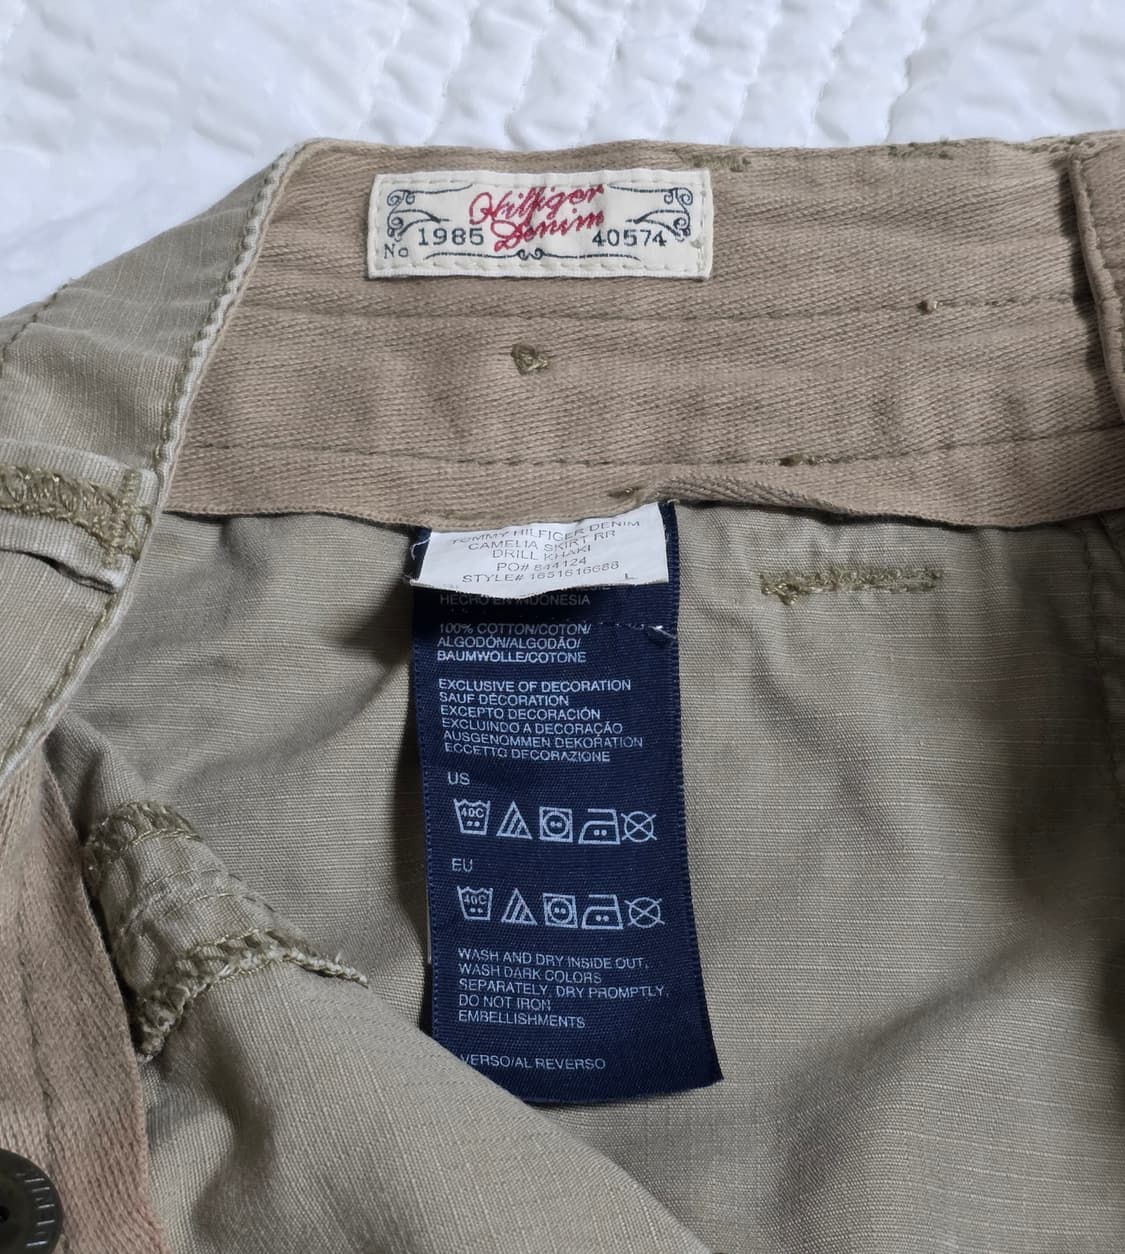 Hilfiger
Denim
No 1985 40574
TOMMY HILFIGER DENIM
CAMELIA SKIRT RR
DRILL KHAKI
PO# 844124
STYLE# 1651616688
L
HECHO EN INDONESIA
100% COTTON/COTON/
ALGODÓN/ALGODÃO/
BAUMWOLLE/COTONE
EXCLUSIVE OF DECORATION
SAUF DÉCORATION
EXCEPTO DECORACIÓN
EXCLUINDO A DECORAÇÃO
AUSGENOMMEN DEKORATION
ECCETTO DECORAZIONE
US
40C
EU
40C
WASH AND DRY INSIDE OUT,
WASH DARK COLORS
SEPARATELY, DRY PROMPTLY,
DO NOT IRON
EMBELLISHMENTS
VERSO/AL REVERSO